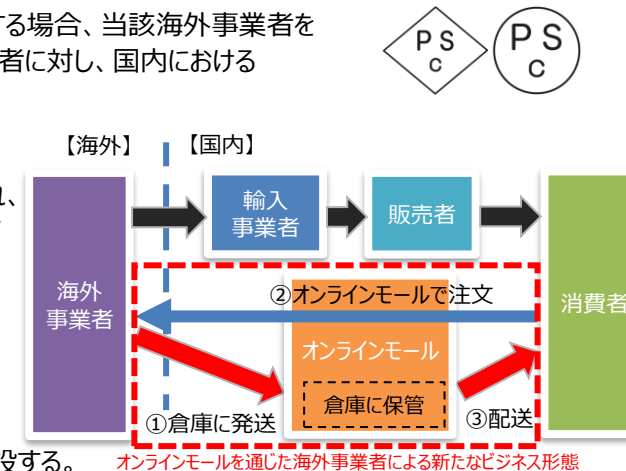 する場合、当該海外事業者を
者に対し、国内における
PS
C
PS
C
【海外】
【国内】
れ、
輸入
事業者
販売者
海外
事業者
消費者
②オンラインモールで注文
オンラインモール
倉庫に保管
①倉庫に発送
③配送
設する。
オンラインモールを通じた海外事業者による新たなビジネス形態